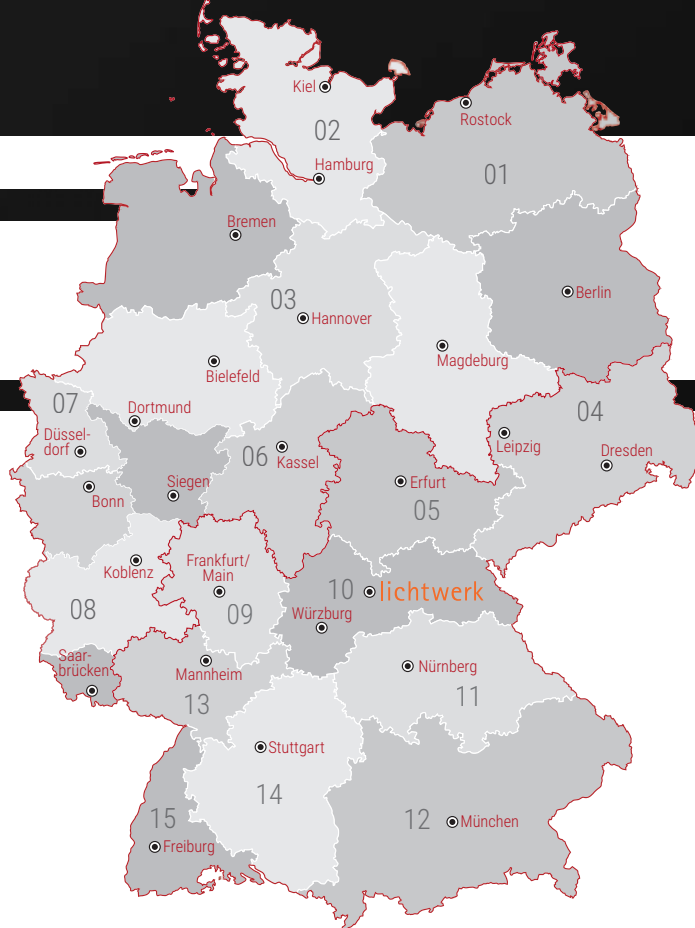 Kiel
Rostock
02
Hamburg
01
Bremen
Berlin
03
Hannover
Magdeburg
Bielefeld
07
Dortmund
04
Düssel-
dorf
Leipzig
06
Kassel
Dresden
Siegen
Erfurt
Bonn
05
Koblenz
Frankfurt/
Main
10
lichtwerk
08
09
Würzburg
Saar-
brücken
Mannheim
Nürnberg
13
11
Stuttgart
14
15
12
München
Freiburg